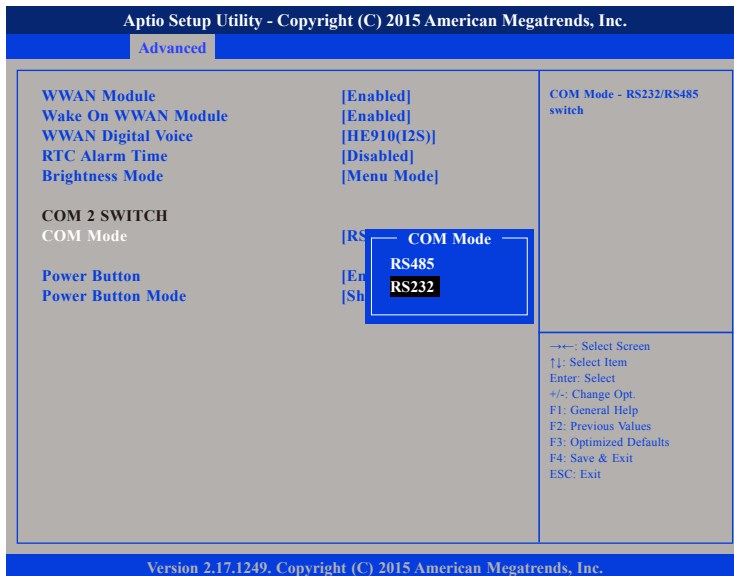 Aptio Setup Utility - Copyright (C) 2015 American Megatrends, Inc.
Advanced
WWAN Module [Enabled]
Wake On WWAN Module [Enabled]
WWAN Digital Voice [HE910(I2S)]
RTC Alarm Time [Disabled]
Brightness Mode [Menu Mode]
COM 2 SWITCH
COM Mode [RS
Power Button [En
Power Button Mode [Sh
COM Mode
RS485
RS232
COM Mode - RS232/RS485
switch
→←: Select Screen
↑↓: Select Item
Enter: Select
+/-: Change Opt.
F1: General Help
F2: Previous Values
F3: Optimized Defaults
F4: Save & Exit
ESC: Exit
Version 2.17.1249. Copyright (C) 2015 American Megatrends, Inc.